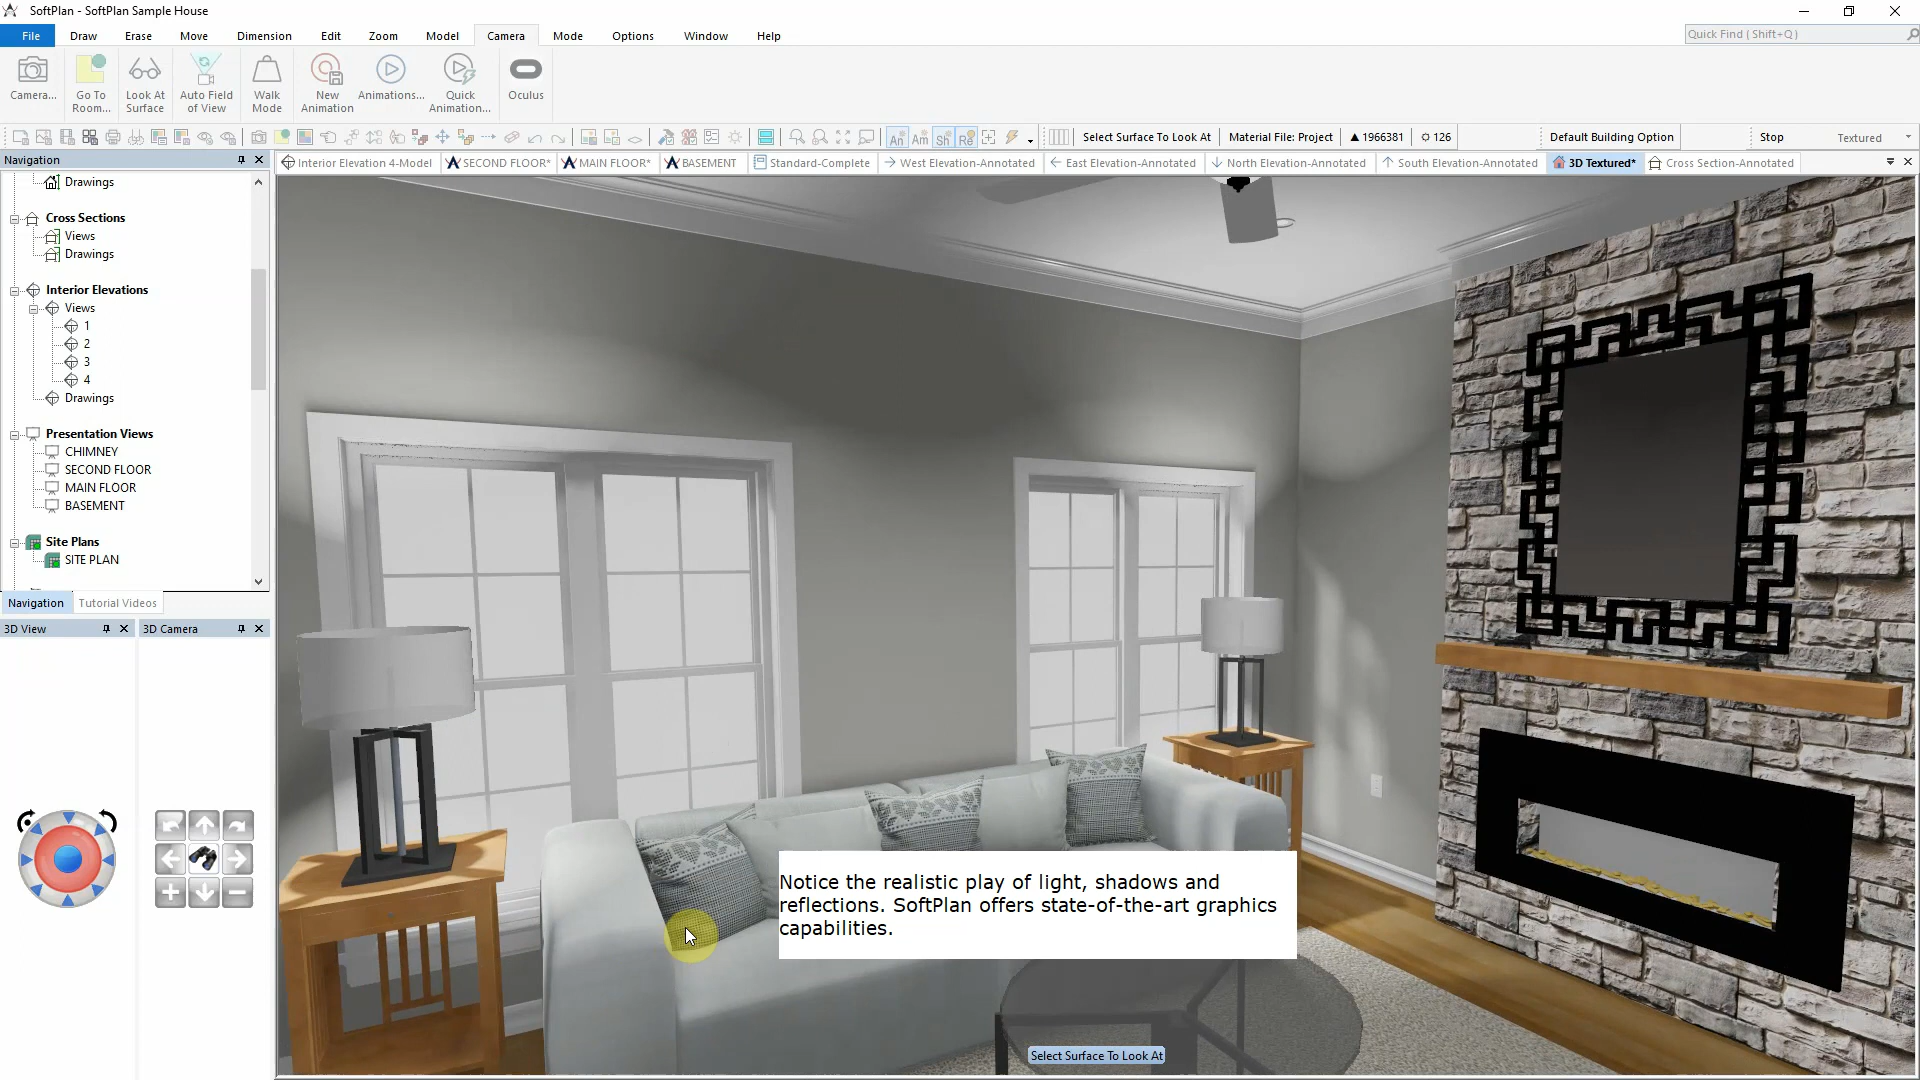 SoftPlan - SoftPlan Sample House
File
Draw
Erase
Move
Dimension
Edit
Zoom
Model
Camera
Mode
Options
Window
Help
Quick Find ( Shift+Q )
Camera...
Go To
Room...
Look At
Surface
Auto Field
of View
Walk
Mode
New
Animation
Animations...
Quick
Animation...
Oculus
An
Am
Sh
Re
Select Surface To Look At
Material File: Project
1966381
126
Default Building Option
Stop
Textured
Navigation
Interior Elevation 4-Model
SECOND FLOOR*
MAIN FLOOR*
BASEMENT
Standard-Complete
West Elevation-Annotated
East Elevation-Annotated
North Elevation-Annotated
South Elevation-Annotated
3D Textured*
Cross Section-Annotated
Drawings
Cross Sections
Views
Drawings
Interior Elevations
Views
1
2
3
4
Drawings
Presentation Views
CHIMNEY
SECOND FLOOR
MAIN FLOOR
BASEMENT
Site Plans
SITE PLAN
Navigation
Tutorial Videos
3D View
3D Camera
Notice the realistic play of light, shadows and
reflections. SoftPlan offers state-of-the-art graphics
capabilities.
Select Surface To Look At